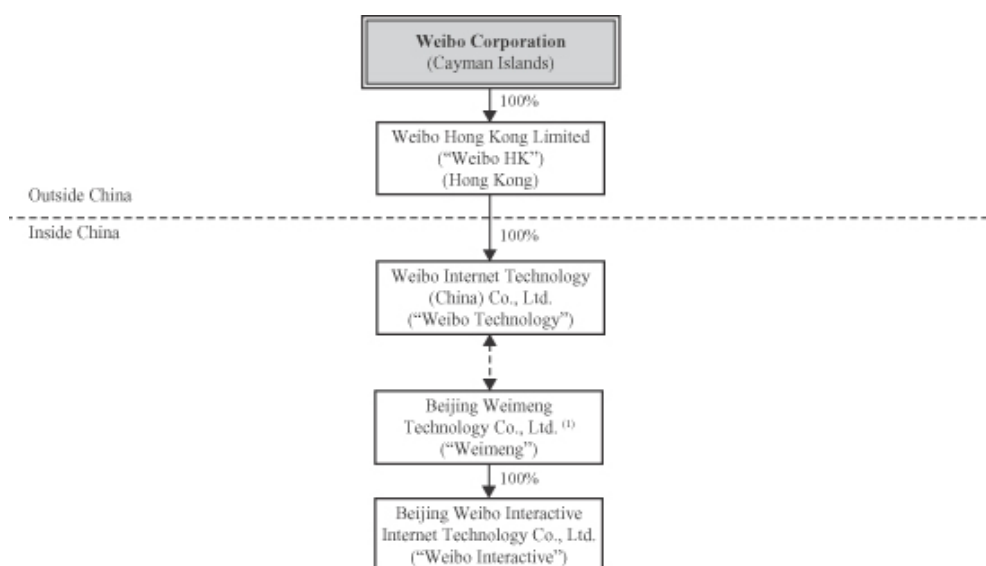 Weibo Corporation
(Cayman Islands)
100%
Weibo Hong Kong Limited
(“Weibo HK”)
(Hong Kong)
Outside China
Inside China
100%
Weibo Internet Technology
(China) Co., Ltd.
(“Weibo Technology”)
Beijing Weimeng
Technology Co., Ltd. (1)
(“Weimeng”)
100%
Beijing Weibo Interactive
Internet Technology Co., Ltd.
(“Weibo Interactive”)